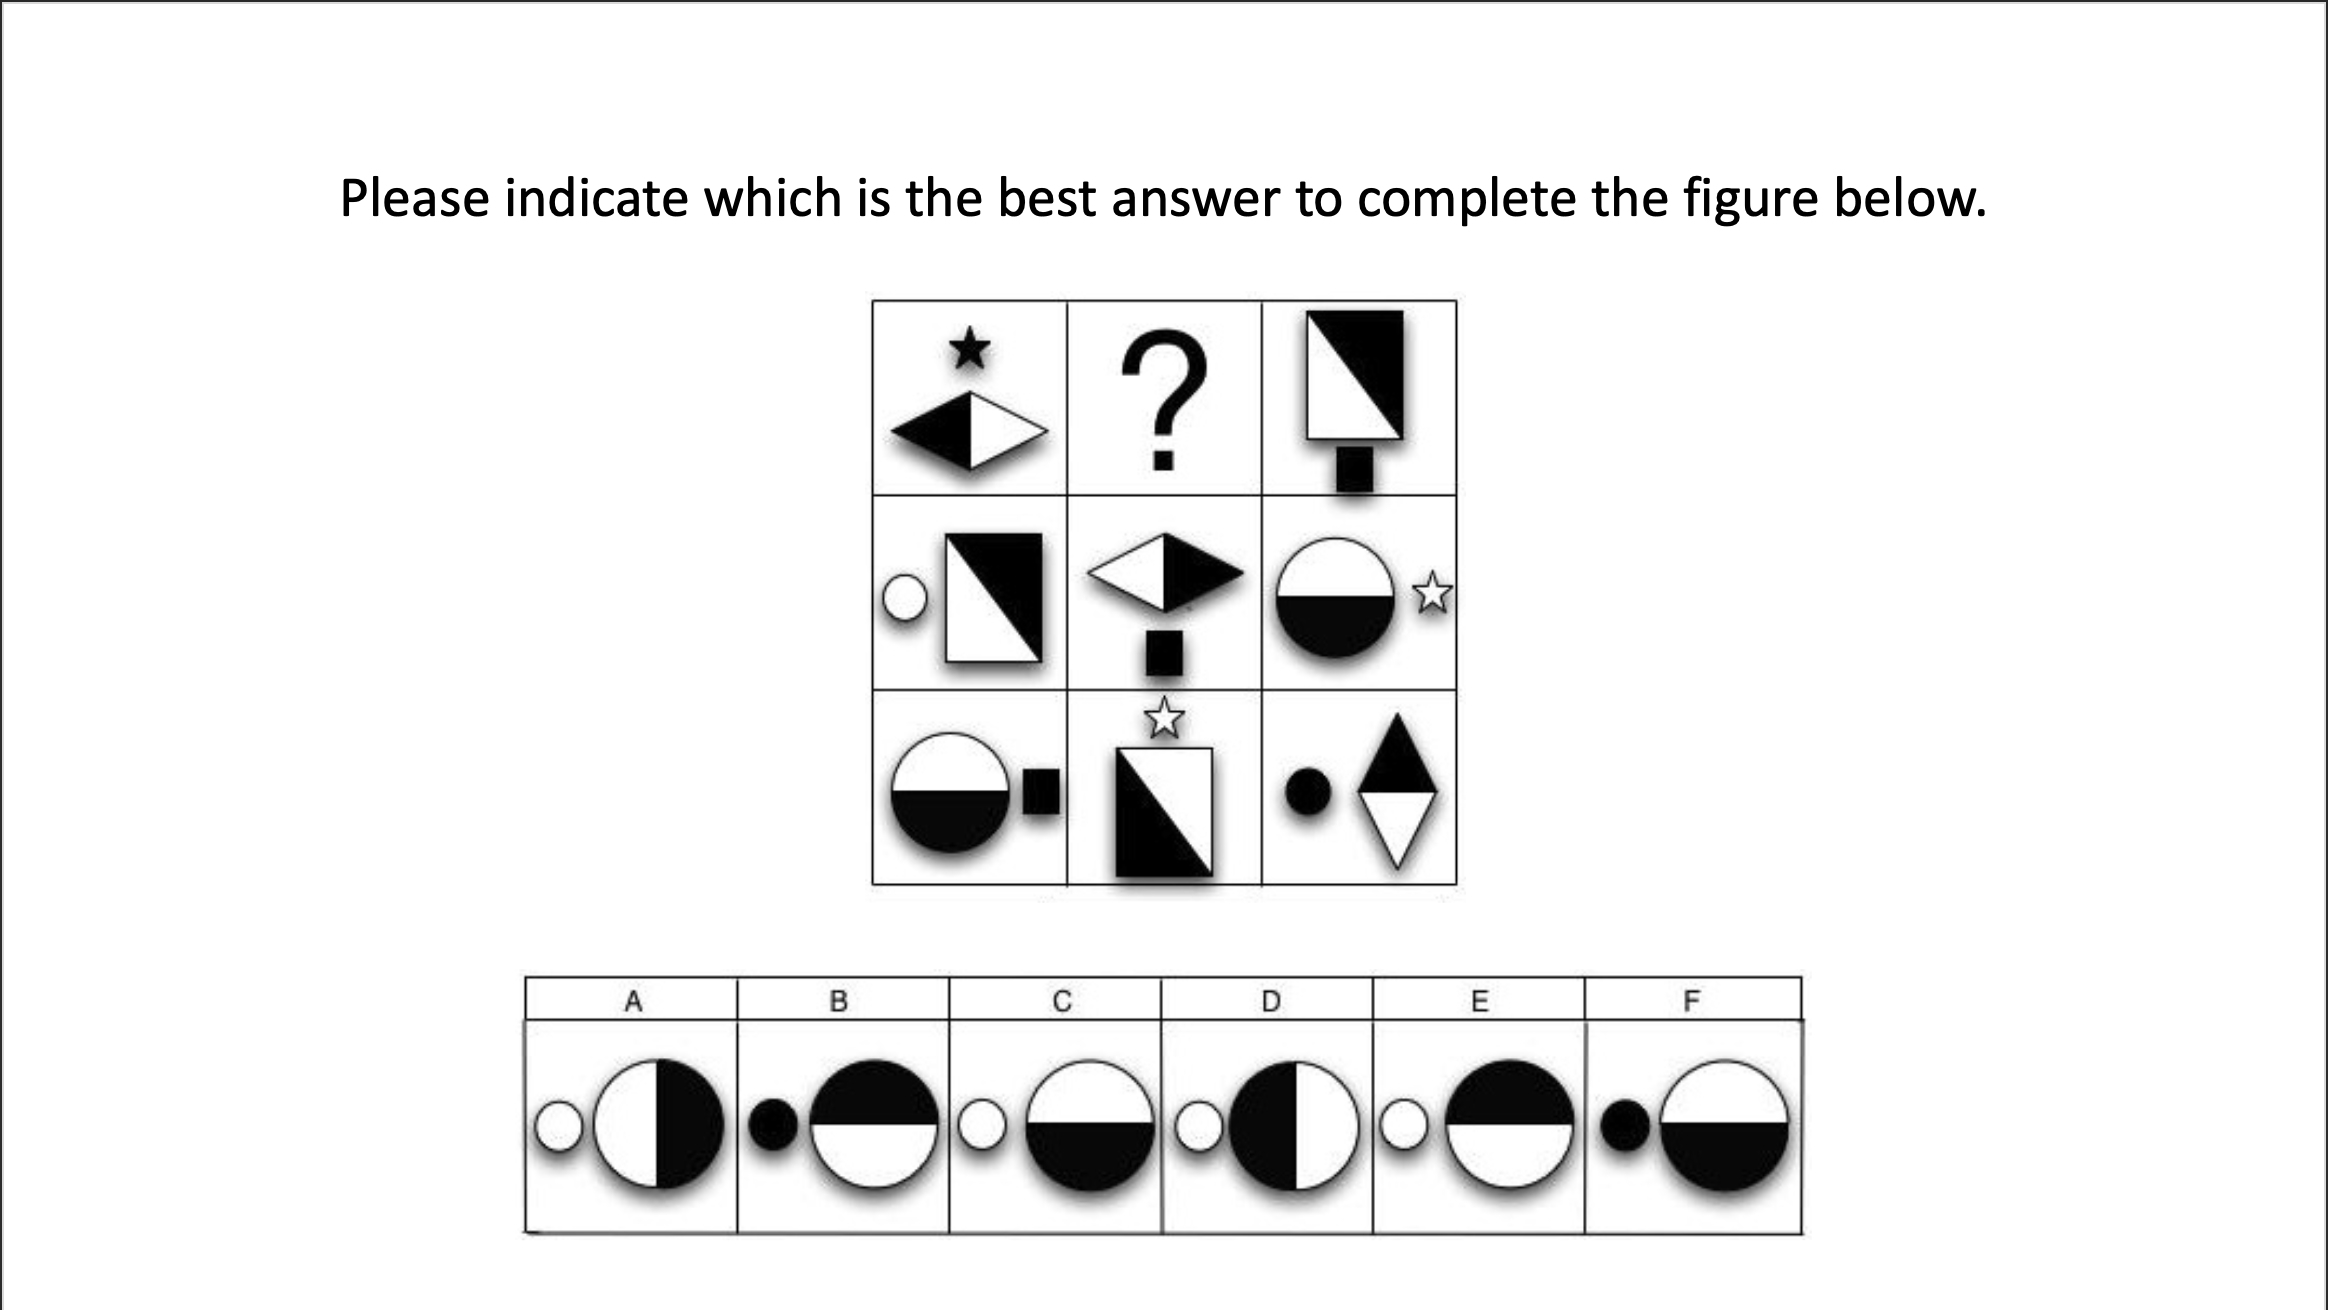 Please indicate which is the best answer to complete the figure below.
?
A B C D E F